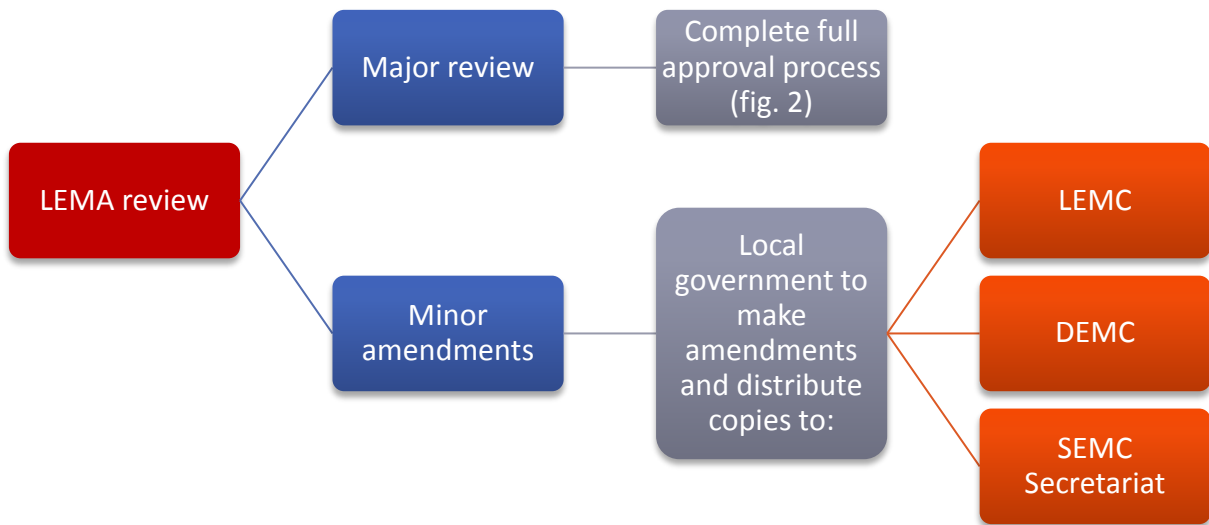 LEMA review
Major review
Complete full
approval process
(fig. 2)
Minor
amendments
Local
government to
make
amendments
and distribute
copies to:
LEMC
DEMC
SEMC
Secretariat